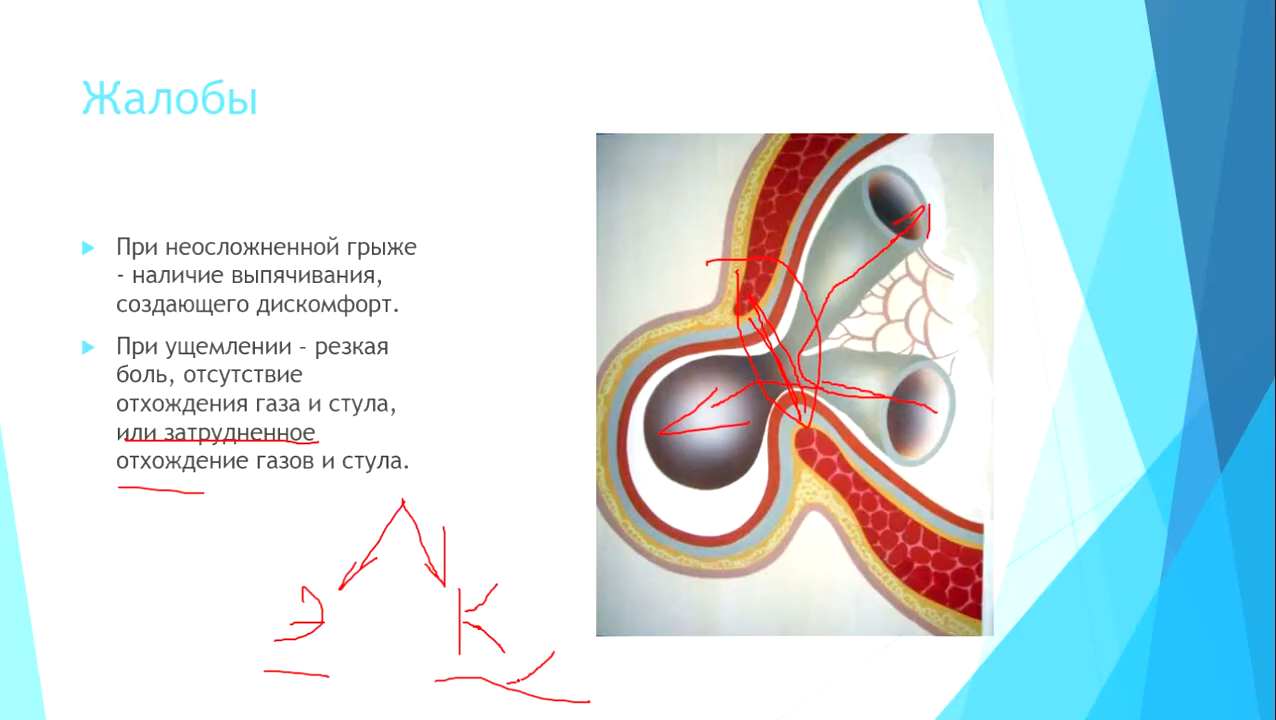 Жалобы
При неосложненной грыже
- наличие выпячивания,
создающего дискомфорт.
При ущемлении – резкая
боль, отсутствие
отхождения газа и стула,
или затрудненное
отхождение газов и стула.
Э К